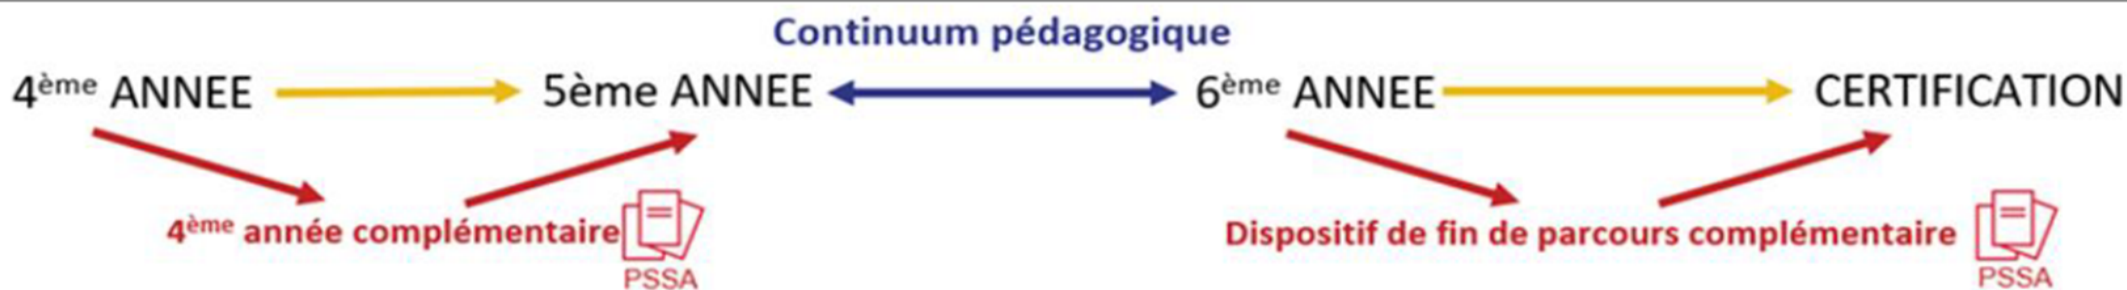 Continuum pédagogique
4ème ANNEE 5ème ANNEE 6ème ANNEE CERTIFICATION
4ème année complémentaire Dispositif de fin de parcours complémentaire
PSSA PSSA